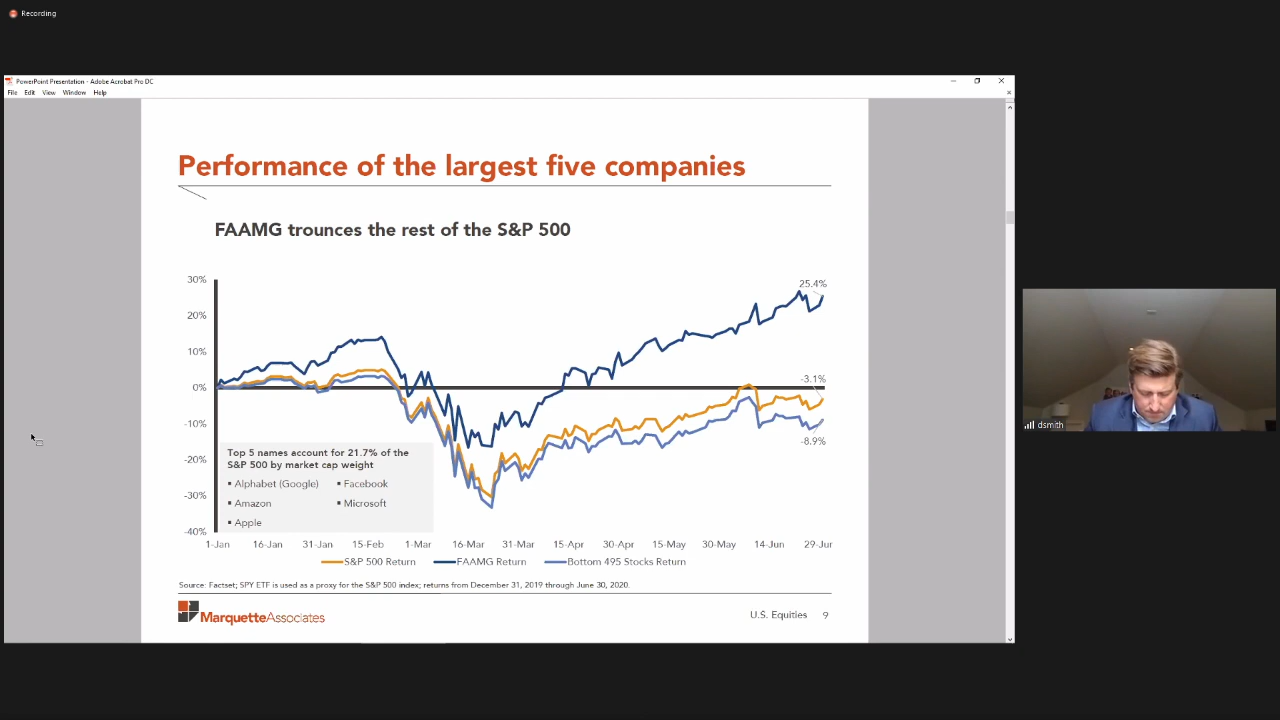 Recording
PowerPoint Presentation - Adobe Acrobat Pro DC
File Edit View Window Help
Performance of the largest five companies
FAAMG trounces the rest of the S&P 500
30%
20%
10%
0%
-10%
-20%
-30%
-40%
25.4%
-3.1%
-8.9%
Top 5 names account for 21.7% of the
S&P 500 by market cap weight
▪ Alphabet (Google) ▪ Facebook
▪ Amazon ▪ Microsoft
▪ Apple
1-Jan 16-Jan 31-Jan 15-Feb 1-Mar 16-Mar 31-Mar 15-Apr 30-Apr 15-May 30-May 14-Jun 29-Jur
S&P 500 Return FAAMG Return Bottom 495 Stocks Return
Source: Factset; SPY ETF is used as a proxy for the S&P 500 index; returns from December 31, 2019 through June 30, 2020.
MarquetteAssociates
U.S. Equities 9
dsmith